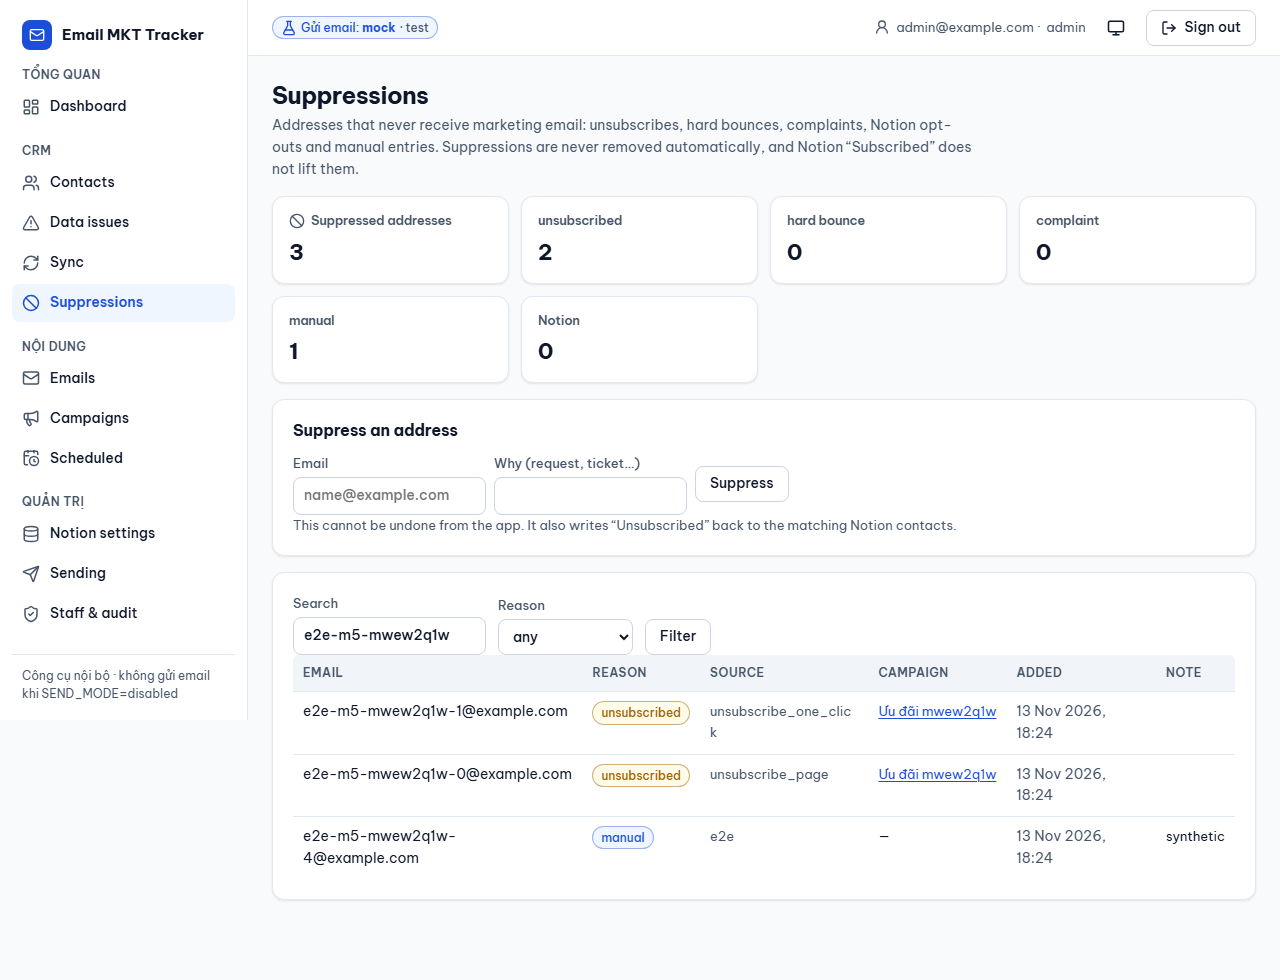 Email MKT Tracker
TỔNG QUAN
Dashboard
CRM
Contacts
Data issues
Sync
Suppressions
NỘI DUNG
Emails
Campaigns
Scheduled
QUẢN TRỊ
Notion settings
Sending
Staff & audit
Công cụ nội bộ · không gửi email
khi SEND_MODE=disabled
Gửi email: mock · test
admin@example.com · admin
Sign out
Suppressions
Addresses that never receive marketing email: unsubscribes, hard bounces, complaints, Notion opt-
outs and manual entries. Suppressions are never removed automatically, and Notion “Subscribed” does
not lift them.
Suppressed addresses
3
unsubscribed
2
hard bounce
0
complaint
0
manual
1
Notion
0
Suppress an address
Email
name@example.com
Why (request, ticket…)
Suppress
This cannot be undone from the app. It also writes “Unsubscribed” back to the matching Notion contacts.
Search
e2e-m5-mwew2q1w
Reason
any
Filter
EMAIL REASON SOURCE CAMPAIGN ADDED NOTE
e2e-m5-mwew2q1w-1@example.com unsubscribed unsubscribe_one_clic Ưu đãi mwew2q1w 13 Nov 2026,
k 18:24
e2e-m5-mwew2q1w-0@example.com unsubscribed unsubscribe_page Ưu đãi mwew2q1w 13 Nov 2026,
18:24
e2e-m5-mwew2q1w- manual e2e — 13 Nov 2026, synthetic
4@example.com 18:24